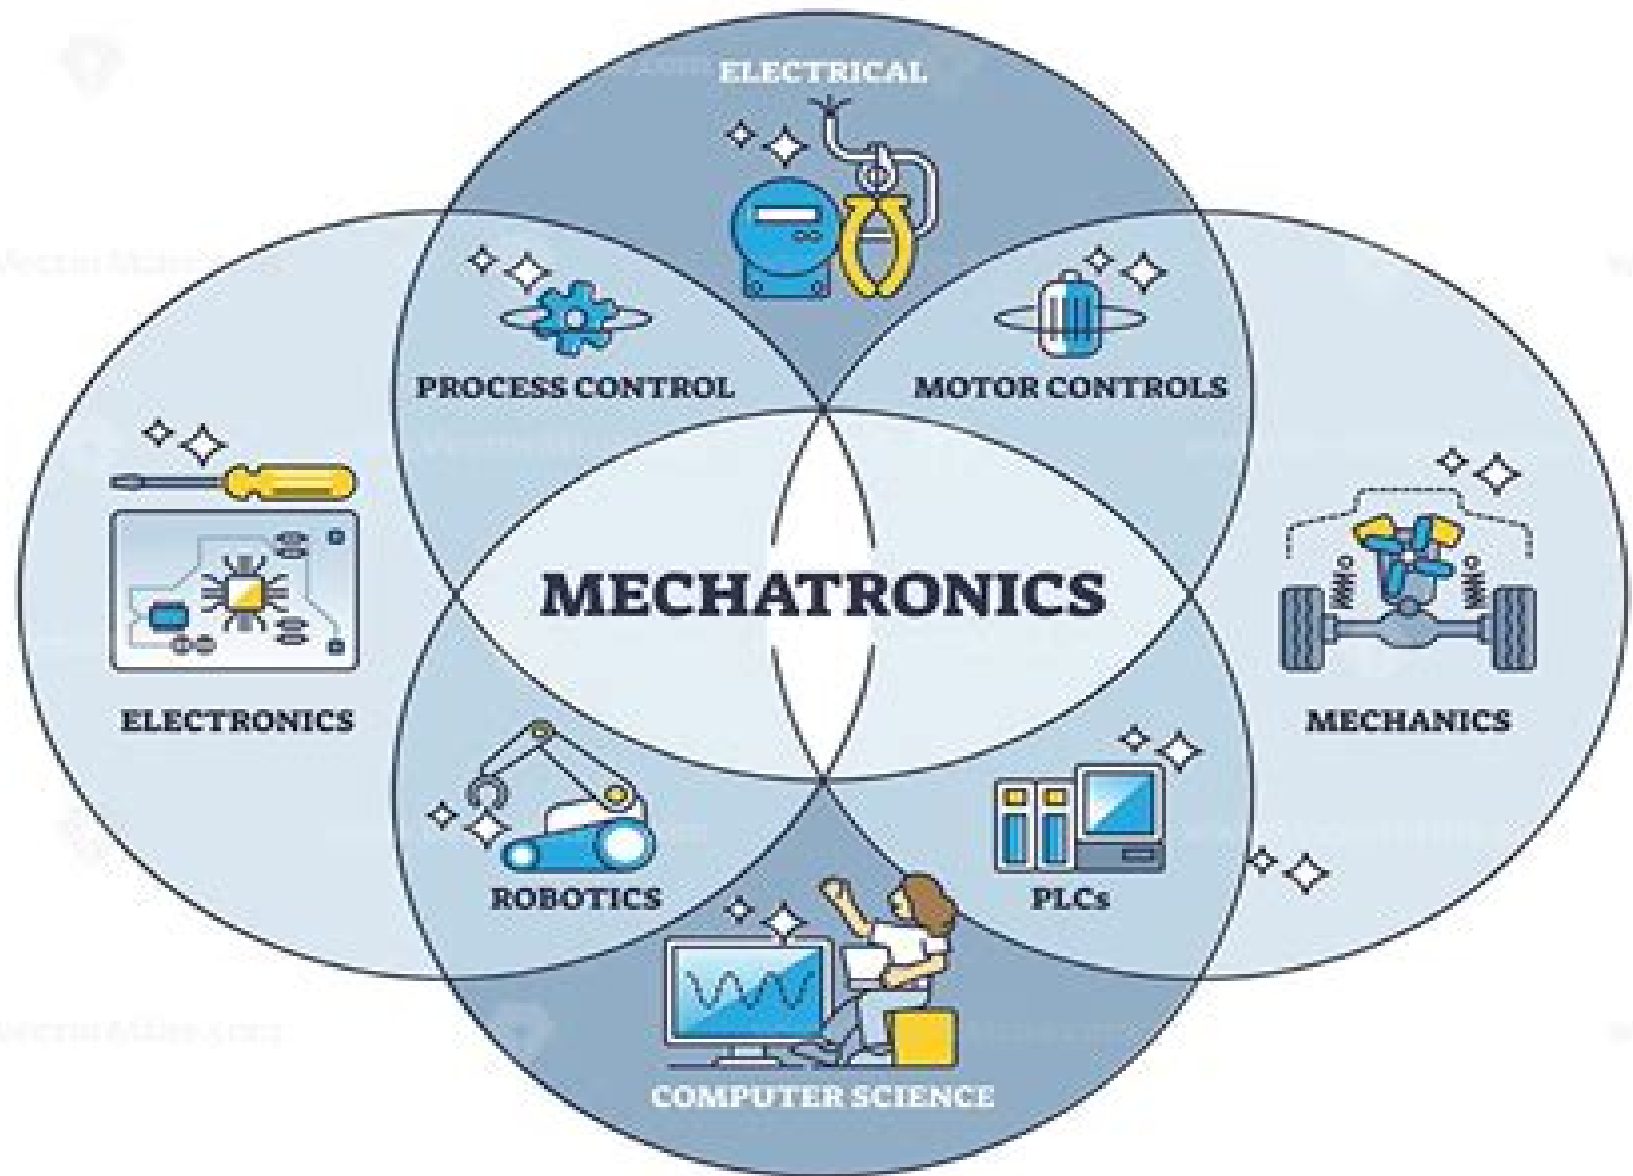 ELECTRICAL
PROCESS CONTROL
MOTOR CONTROLS
MECHATRONICS
ELECTRONICS
MECHANICS
ROBOTICS
PLCs
COMPUTER SCIENCE